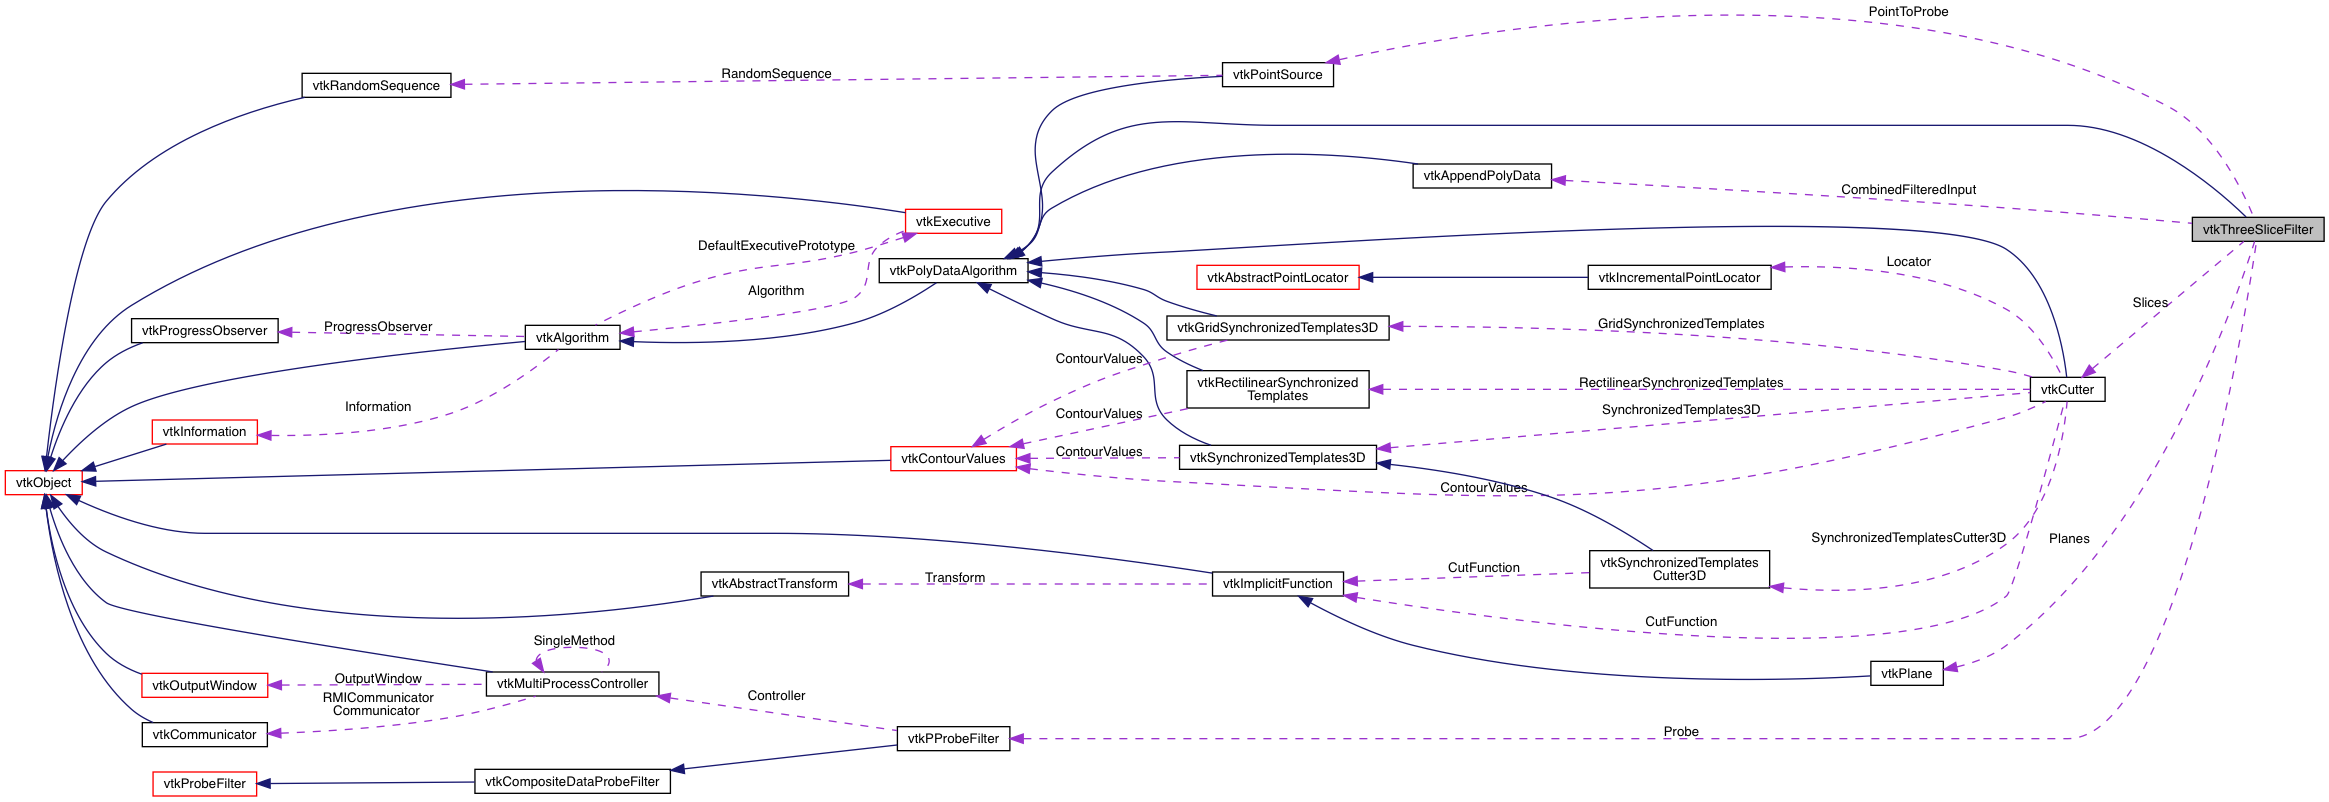 PointToProbe
vtkRandomSequence
RandomSequence
vtkPointSource
vtkAppendPolyData
CombinedFilteredInput
vtkExecutive
vtkThreeSliceFilter
DefaultExecutivePrototype
vtkPolyDataAlgorithm
vtkAbstractPointLocator
vtkIncrementalPointLocator
Locator
Algorithm
Slices
vtkProgressObserver
ProgressObserver
vtkAlgorithm
vtkGridSynchronizedTemplates3D
GridSynchronizedTemplates
ContourValues
vtkRectilinearSynchronized
Templates
RectilinearSynchronizedTemplates
vtkCutter
Information
ContourValues
SynchronizedTemplates3D
vtkInformation
vtkContourValues
ContourValues
vtkSynchronizedTemplates3D
vtkObject
ContourValues
SynchronizedTemplatesCutter3D
Planes
vtkAbstractTransform
Transform
vtkImplicitFunction
CutFunction
vtkSynchronizedTemplates
Cutter3D
CutFunction
SingleMethod
vtkOutputWindow
OutputWindow
vtkMultiProcessController
vtkPlane
RMICommunicator
Communicator
Controller
vtkCommunicator
vtkPProbeFilter
Probe
vtkProbeFilter
vtkCompositeDataProbeFilter